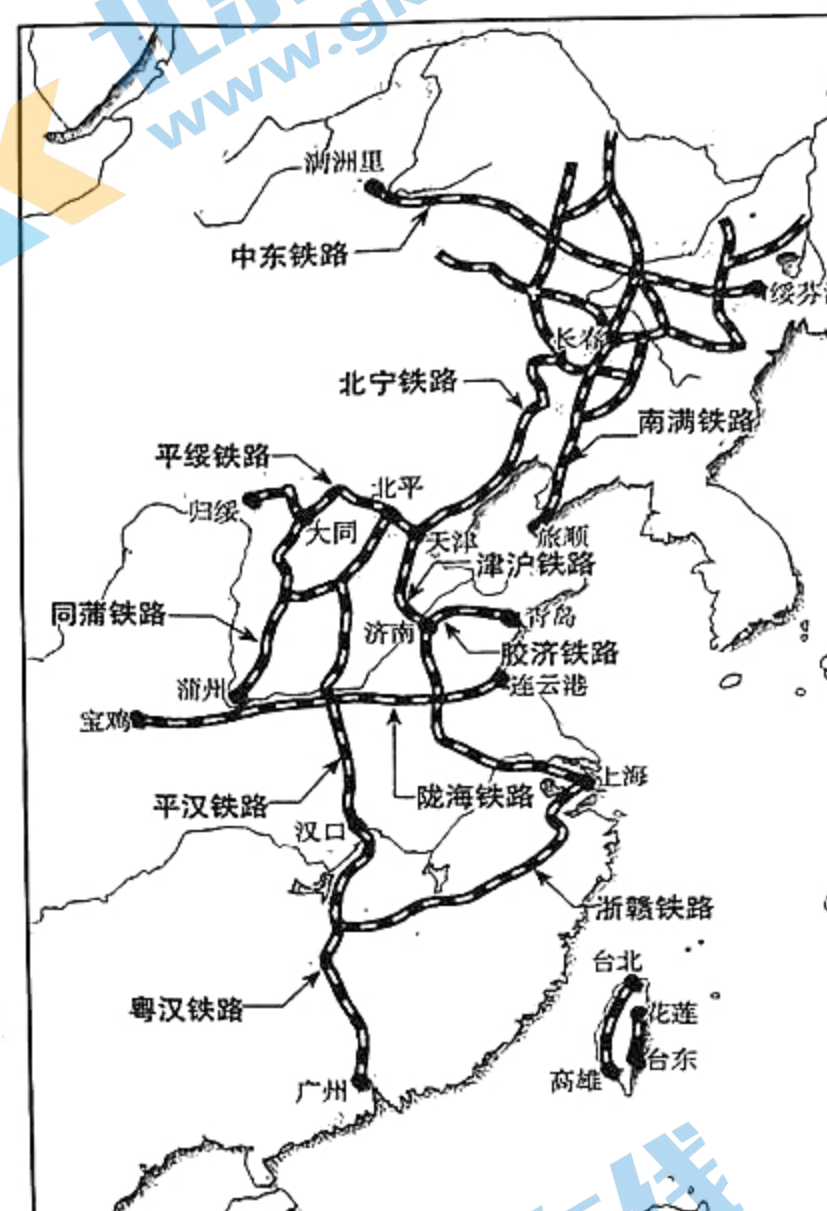 www.gk
满洲里
中东铁路
绥芬
长春
北宁铁路
南满铁路
平绥铁路
北平
归绥
大同
天津
旅顺
津沪铁路
同蒲铁路
济南
青岛
胶济铁路
蒲州
连云港
宝鸡
上海
平汉铁路
陇海铁路
汉口
浙赣铁路
台北
粤汉铁路
花莲
台东
高雄
广州
在线